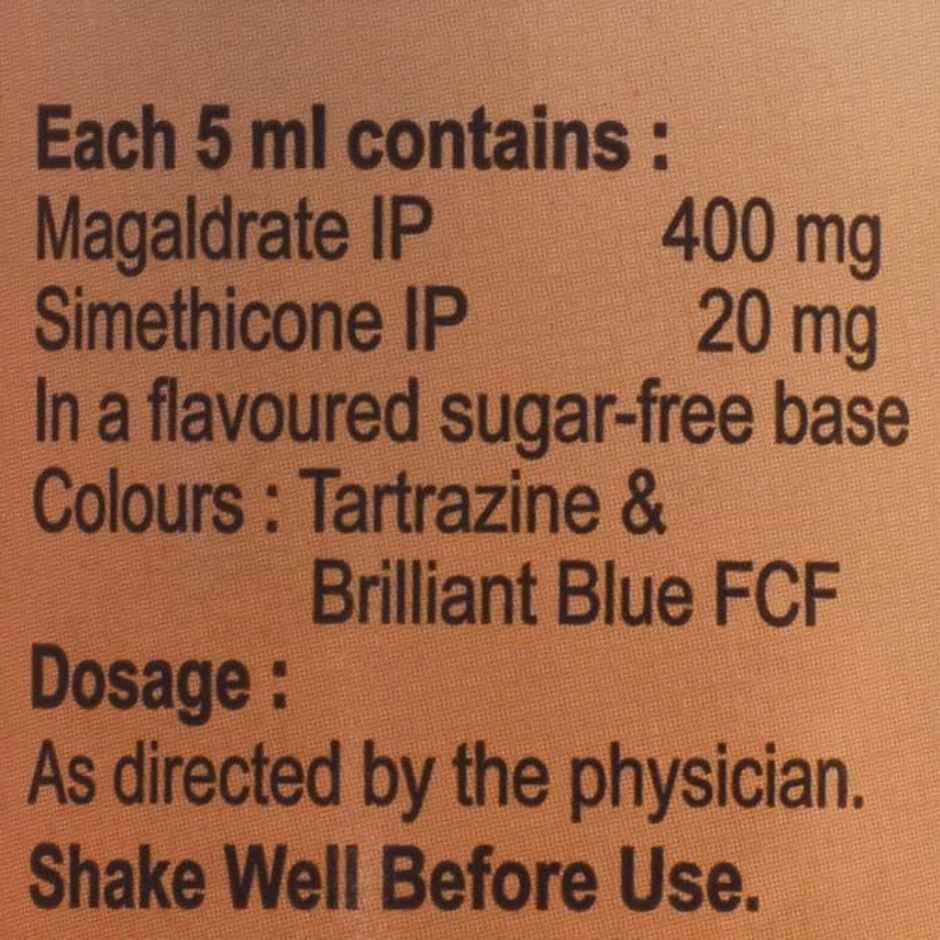 Each 5 ml contains :
Magaldrate IP 400 mg
Simethicone IP 20 mg
In a flavoured sugar-free base
Colours : Tartrazine &
Brilliant Blue FCF
Dosage :
As directed by the physician.
Shake Well Before Use.